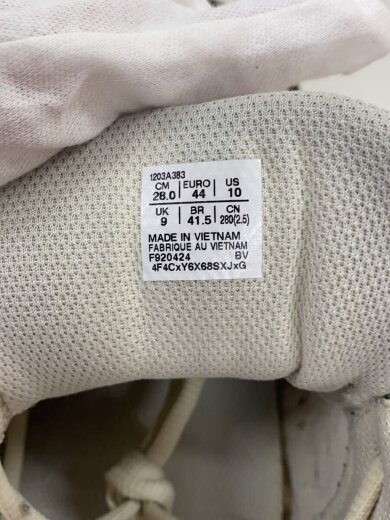 1203A383
CM EURO US
28.0 44 10
UK BR CN
9 41.5 280(2.5)
MADE IN VIETNAM
FABRIQUE AU VIETNAM
F920424 BV
4F4CxY6X68SXJxG